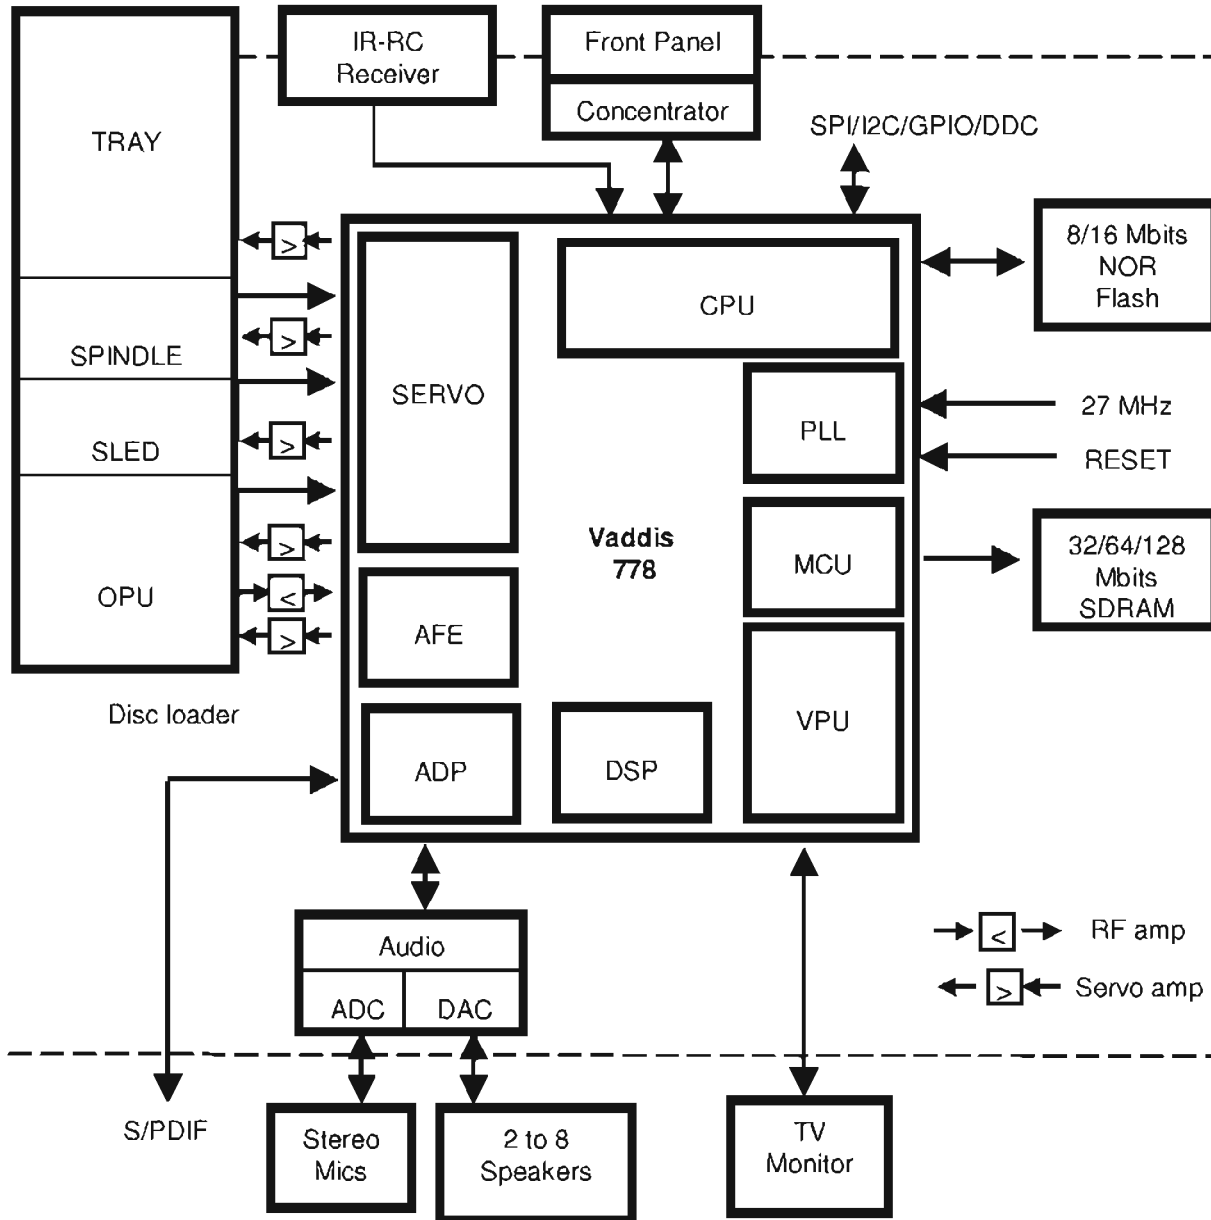 IR-RC
Receiver
Front Panel
Concentrator
SPI/I2C/GPIO/DDC
TRAY
SPINDLE
SLED
OPU
Disc loader
>
>
>
>
<
>
SERVO
CPU
PLL
MCU
VPU
Vaddis
778
AFE
ADP
DSP
8/16 Mbits
NOR
Flash
27 MHz
RESET
32/64/128
Mbits
SDRAM
Audio
ADC
DAC
< RF amp
> Servo amp
S/PDIF
Stereo
Mics
2 to 8
Speakers
TV
Monitor